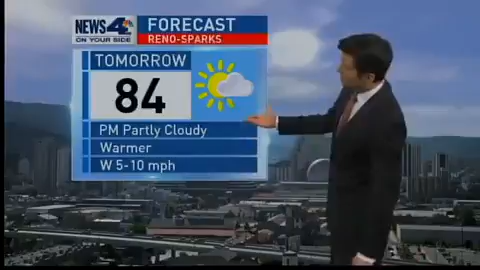 NEWS 4
ON YOUR SIDE
FORECAST
RENO-SPARKS
TOMORROW
84
PM Partly Cloudy
Warmer
W 5-10 mph